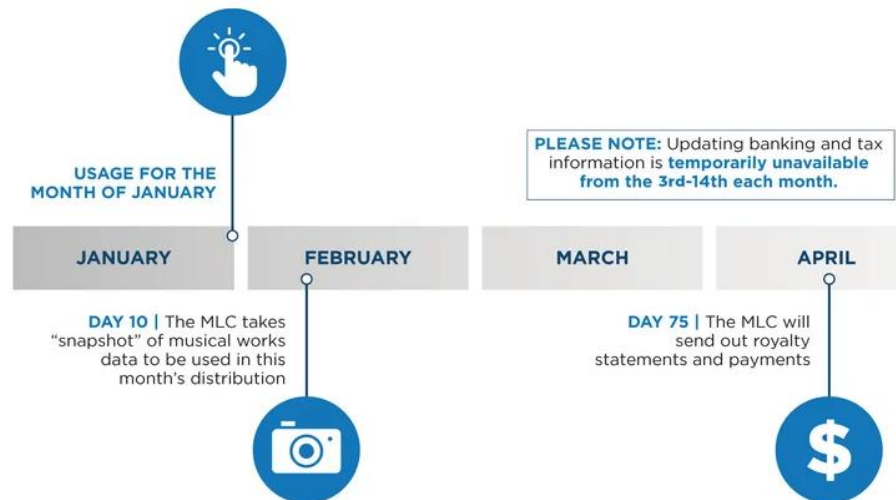 PLEASE NOTE: Updating banking and tax
information is temporarily unavailable
from the 3rd-14th each month.
USAGE FOR THE
MONTH OF JANUARY
JANUARY
FEBRUARY
MARCH
APRIL
DAY 10 | The MLC takes
“snapshot” of musical works
data to be used in this
month’s distribution
DAY 75 | The MLC will
send out royalty
statements and payments
$